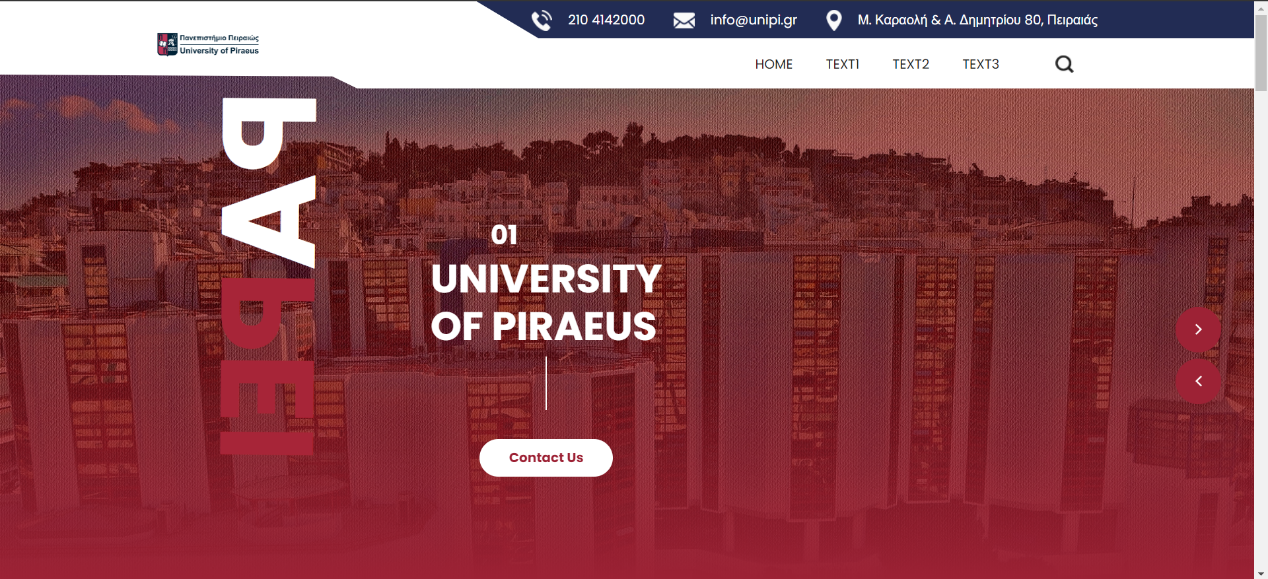 210 4142000
info@unipi.gr
Μ. Καραολή & Α. Δημητρίου 80, Πειραιάς
Πανεπιστήμιο Πειραιώς
University of Piraeus
HOME
TEXT1
TEXT2
TEXT3
ΡΑΡΕΙ
01
UNIVERSITY
OF PIRAEUS
Contact Us